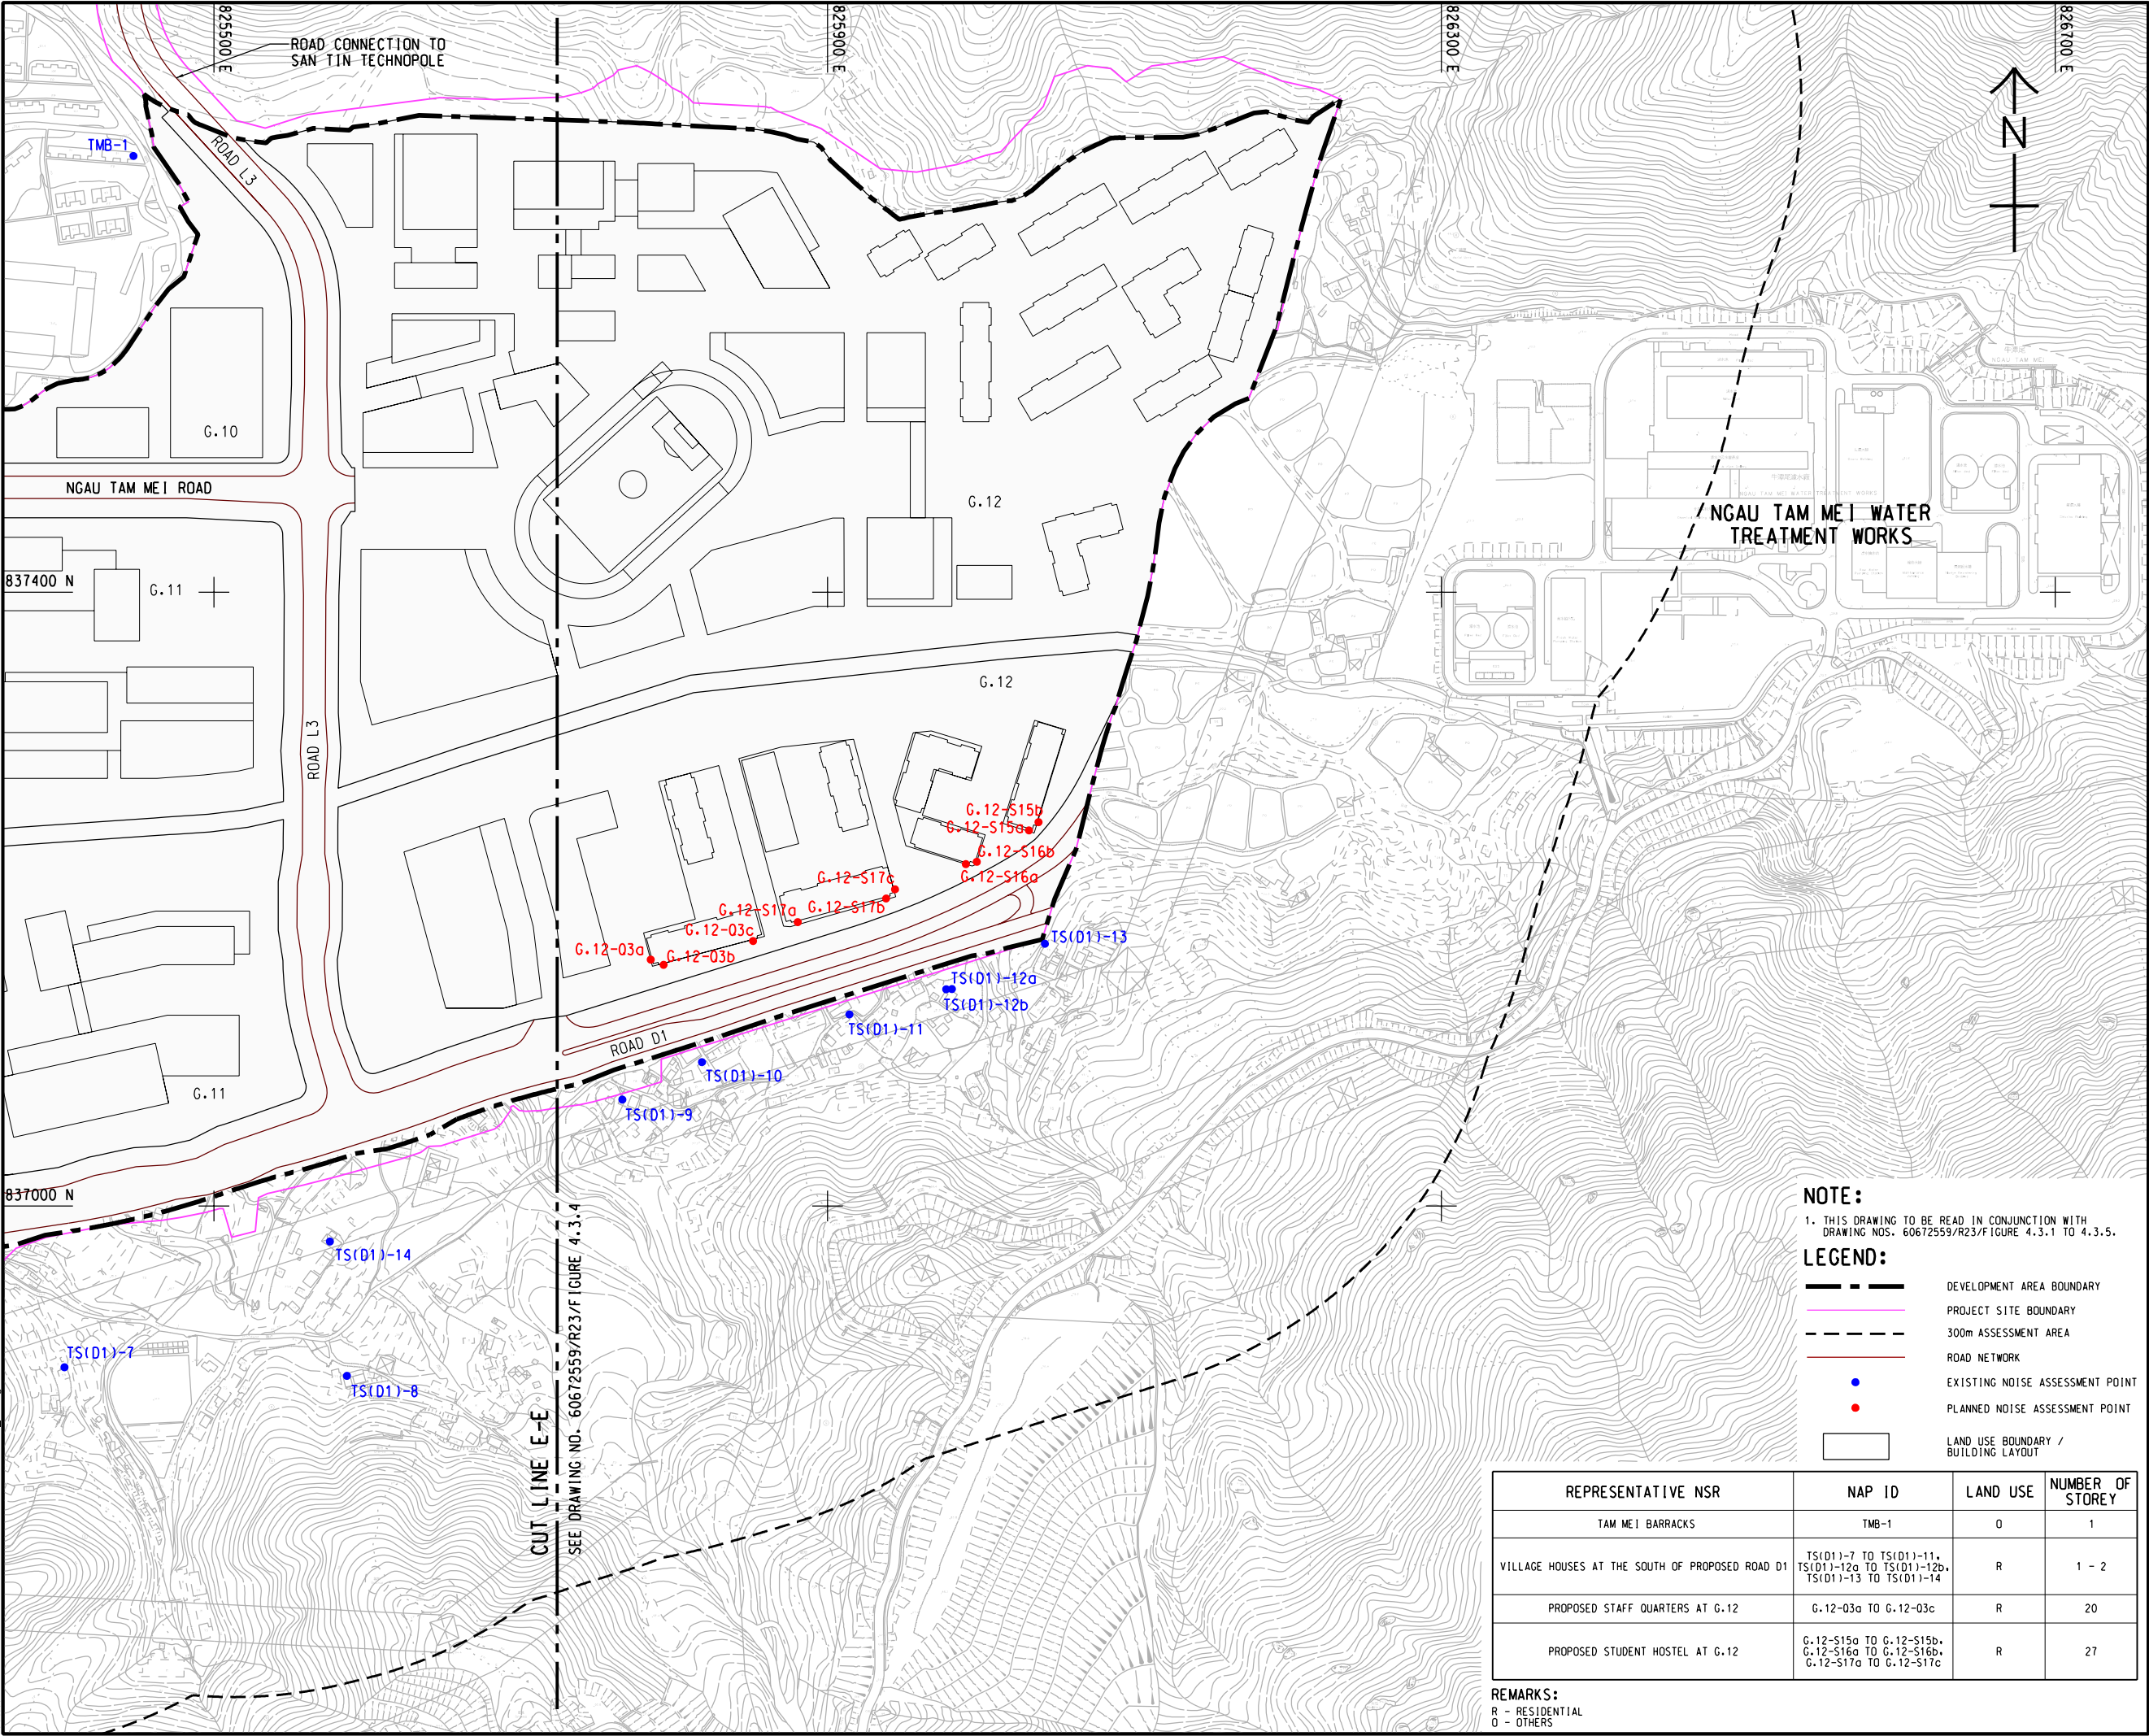 825500 E
825900 E
826300 E
826700 E
ROAD CONNECTION TO
SAN TIN TECHNOPOLE
N
TMB-1
ROAD L3
G.10
NGAU TAM MEI ROAD
G.12
NGAU TAM MEI WATER
TREATMENT WORKS
837400 N
G.11
G.12
ROAD L3
G.12-S15b
G.12-S15a
G.12-S16b
G.12-S16a
G.12-S17c
G.12-S17b
G.12-S17a
G.12-Q3c
G.12-Q3a
G.12-Q3b
TS(D1)-13
TS(D1)-12a
TS(D1)-12b
TS(D1)-11
ROAD D1
TS(D1)-10
G.11
TS(D1)-9
837000 N
TS(D1)-14
TS(D1)-7
TS(D1)-8
CUT LINE E-E
SEE DRAWING NO. 60672559/R23/FIGURE 4.3.4
NOTE:
1. THIS DRAWING TO BE READ IN CONJUNCTION WITH
DRAWING NOS. 60672559/R23/FIGURE 4.3.1 TO 4.3.5.
LEGEND:
DEVELOPMENT AREA BOUNDARY
PROJECT SITE BOUNDARY
300m ASSESSMENT AREA
ROAD NETWORK
EXISTING NOISE ASSESSMENT POINT
PLANNED NOISE ASSESSMENT POINT
LAND USE BOUNDARY /
BUILDING LAYOUT
REPRESENTATIVE NSR NAP ID LAND USE NUMBER OF
STOREY
TAM MEI BARRACKS TMB-1 O 1
VILLAGE HOUSES AT THE SOUTH OF PROPOSED ROAD D1 TS(D1)-7 TO TS(D1)-11,
TS(D1)-12a TO TS(D1)-12b,
TS(D1)-13 TO TS(D1)-14 R 1 - 2
PROPOSED STAFF QUARTERS AT G.12 G.12-Q3a TO G.12-Q3c R 20
PROPOSED STUDENT HOSTEL AT G.12 G.12-S15a TO G.12-S15b,
G.12-S16a TO G.12-S16b,
G.12-S17a TO G.12-S17c R 27
REMARKS:
R - RESIDENTIAL
O - OTHERS